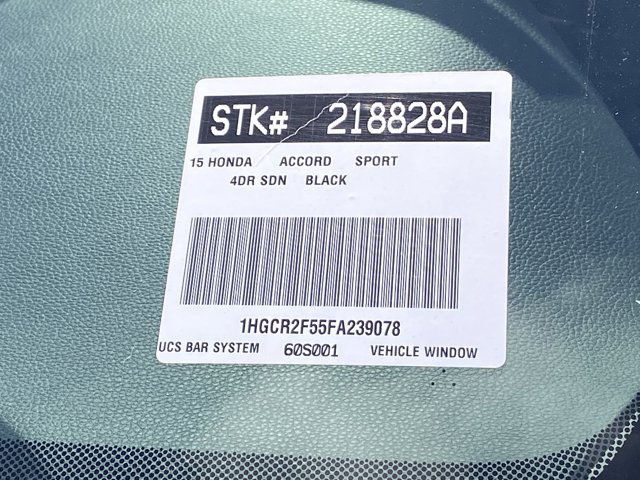 STK# 218828A
15 HONDA ACCORD SPORT
4DR SDN BLACK
1HGCR2F55FA239078
UCS BAR SYSTEM 60S001 VEHICLE WINDOW